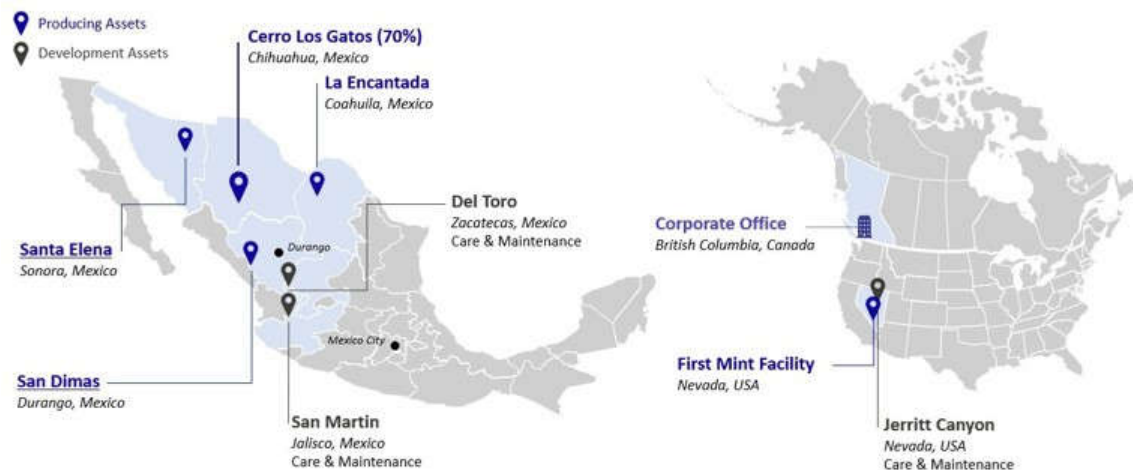 Producing Assets
Development Assets
Cerro Los Gatos (70%)
Chihuahua, Mexico
La Encantada
Coahuila, Mexico
Del Toro
Zacatecas, Mexico
Care & Maintenance
Santa Elena
Sonora, Mexico
Durango
Mexico City
San Dimas
Durango, Mexico
San Martin
Jalisco, Mexico
Care & Maintenance
Corporate Office
British Columbia, Canada
First Mint Facility
Nevada, USA
Jerritt Canyon
Nevada, USA
Care & Maintenance